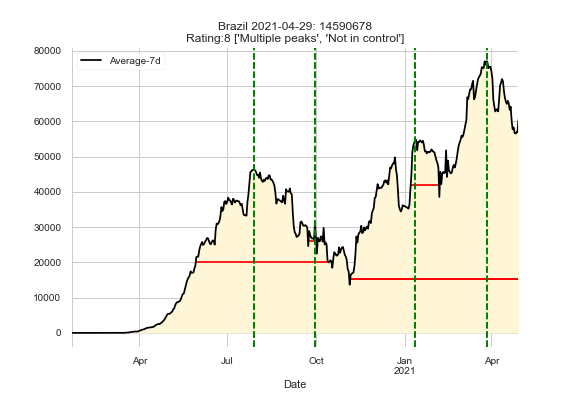 Brazil 2021-04-29: 14590678
Rating:8 ['Multiple peaks', 'Not in control']
80000
Average-7d
70000
60000
50000
40000
30000
20000
10000
0
Apr
Jul
Oct
Jan
2021
Apr
Date